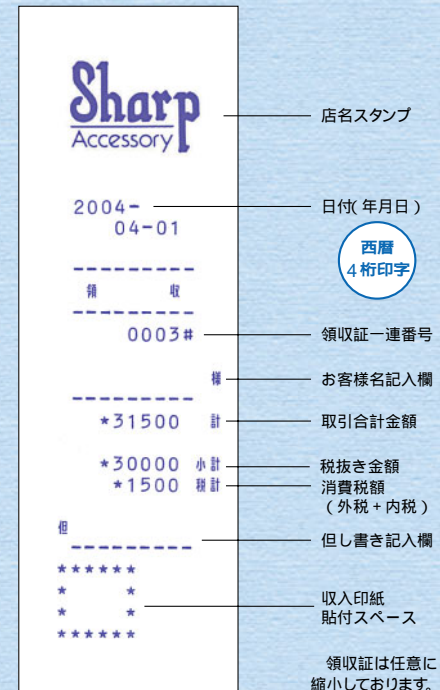 Sharp
Accessory
店名スタンプ
2004-
04-01
日付(年月日)
西暦
4桁印字
---------
領 収
---------
0003#
領収証一連番号
様
お客様名記入欄
---------
*31500 計
取引合計金額
*30000 小計
税抜き金額
*1500 税計
消費税額
(外税+内税)
但
---------
但し書き記入欄
******
* *
* *
******
収入印紙
貼付スペース
領収証は任意に
縮小しております。